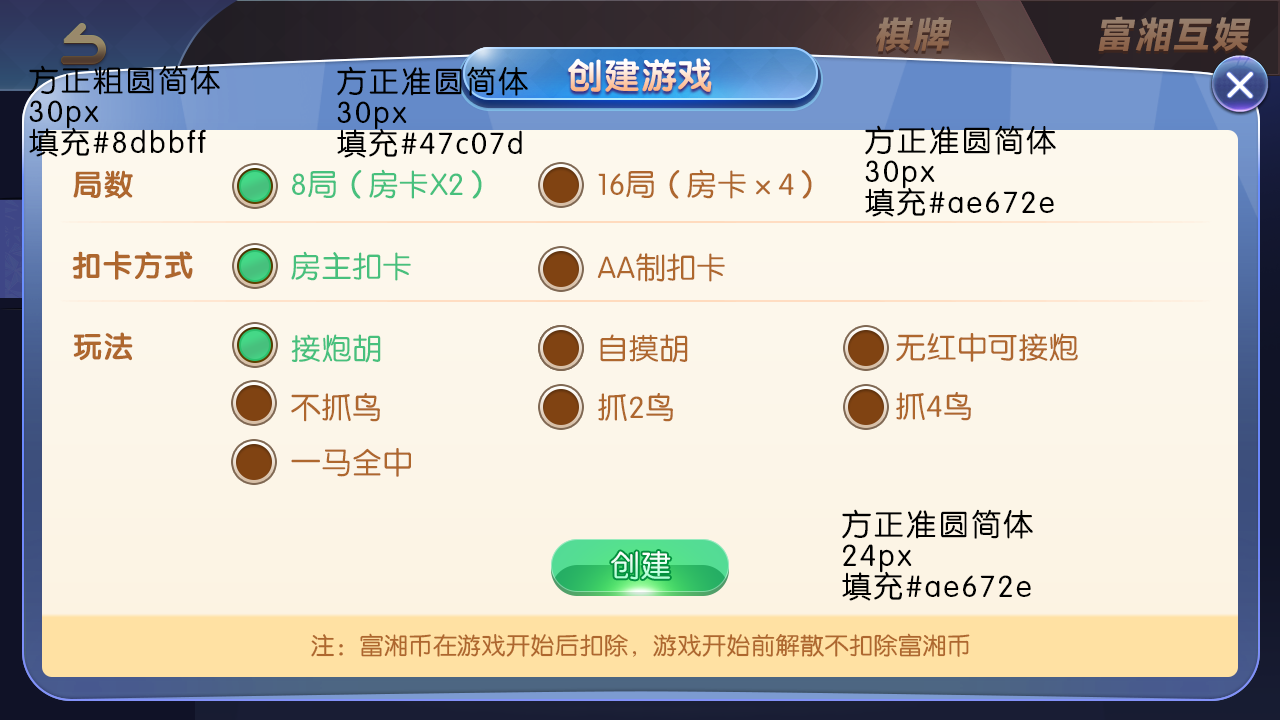 棋牌
富湘互娱
创建游戏
方正粗圆简体
30px
填充#8dbbff
方正准圆简体
30px
填充#47c07d
方正准圆简体
30px
填充#ae672e
局数
8局（房卡X2）
16局（房卡×4）
扣卡方式
房主扣卡
AA制扣卡
玩法
接炮胡
自摸胡
无红中可接炮
不抓鸟
抓2鸟
抓4鸟
一马全中
方正准圆简体
24px
填充#ae672e
创建
注：富湘币在游戏开始后扣除，游戏开始前解散不扣除富湘币